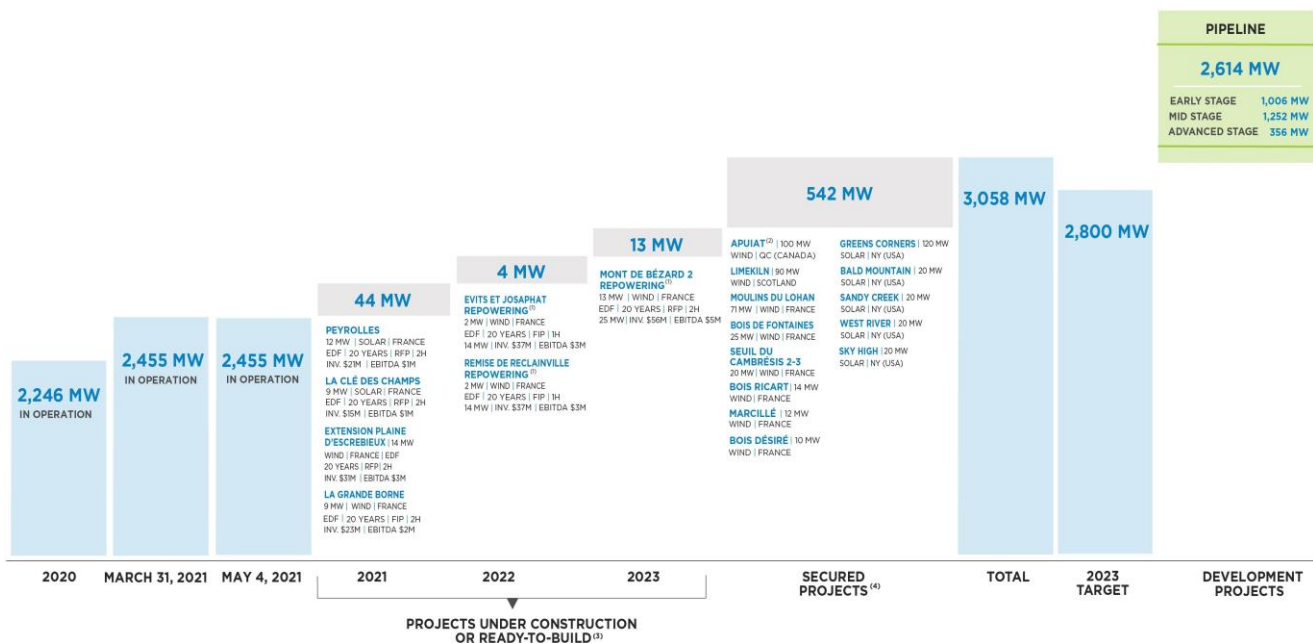 PIPELINE
2,614 MW
EARLY STAGE 1,006 MW
MID STAGE 1,252 MW
ADVANCED STAGE 356 MW
2,246 MW
IN OPERATION
2,455 MW
IN OPERATION
2,455 MW
IN OPERATION
44 MW
PEYROLLES
12 MW | SOLAR | FRANCE
EDF | 20 YEARS | RFP | 2H
INV. $21M | EBITDA $1M
LA CLÉ DES CHAMPS
9 MW | SOLAR | FRANCE
EDF | 20 YEARS | RFP | 2H
INV. $15M | EBITDA $1M
EXTENSION PLAINE
D'ESCREBIEUX | 14 MW
WIND | FRANCE | EDF
20 YEARS | RFP | 2H
INV. $31M | EBITDA $3M
LA GRANDE BORNE
9 MW | WIND | FRANCE
EDF | 20 YEARS | FIP | 2H
INV. $23M | EBITDA $2M
4 MW
EVITS ET JOSAPHAT
REPOWERING (1)
2 MW | WIND | FRANCE
EDF | 20 YEARS | FIP | 1H
14 MW | INV. $37M | EBITDA $3M
REMISE DE RECLAINVILLE
REPOWERING (1)
2 MW | WIND | FRANCE
EDF | 20 YEARS | FIP | 1H
14 MW | INV. $37M | EBITDA $3M
13 MW
MONT DE BÉZARD 2
REPOWERING (1)
13 MW | WIND | FRANCE
EDF | 20 YEARS | RFP | 2H
25 MW | INV. $56M | EBITDA $5M
542 MW
APUIAT (2) | 100 MW
WIND | QC (CANADA)
LIMEKILN | 90 MW
WIND | SCOTLAND
MOULINS DU LOHAN
71 MW | WIND | FRANCE
BOIS DE FONTAINES
25 MW | WIND | FRANCE
SEUIL DU
CAMBRÉSIS 2-3
20 MW | WIND | FRANCE
BOIS RICART | 14 MW
WIND | FRANCE
MARCILLÉ | 12 MW
WIND | FRANCE
BOIS DÉSIRÉ | 10 MW
WIND | FRANCE
GREENS CORNERS | 120 MW
SOLAR | NY (USA)
BALD MOUNTAIN | 20 MW
SOLAR | NY (USA)
SANDY CREEK | 20 MW
SOLAR | NY (USA)
WEST RIVER | 20 MW
SOLAR | NY (USA)
SKY HIGH | 20 MW
SOLAR | NY (USA)
3,058 MW
2,800 MW
2020
MARCH 31, 2021
MAY 4, 2021
2021
2022
2023
SECURED
PROJECTS (4)
TOTAL
2023
TARGET
DEVELOPMENT
PROJECTS
PROJECTS UNDER CONSTRUCTION
OR READY-TO-BUILD (3)